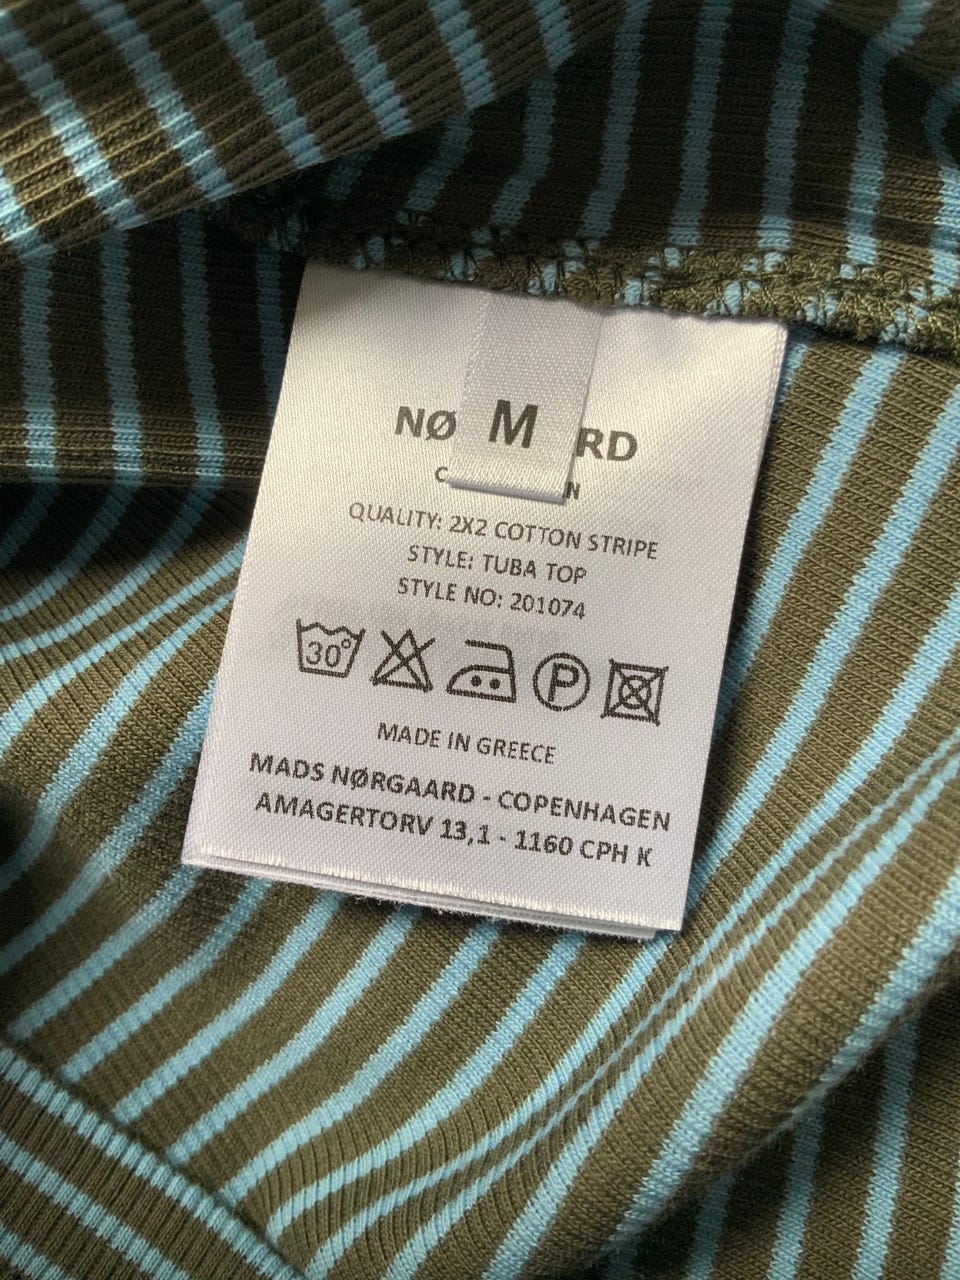 NØ M RD
C N
QUALITY: 2X2 COTTON STRIPE
STYLE: TUBA TOP
STYLE NO: 201074
30°
P
MADE IN GREECE
MADS NØRGAARD - COPENHAGEN
AMAGERTORV 13,1 - 1160 CPH K